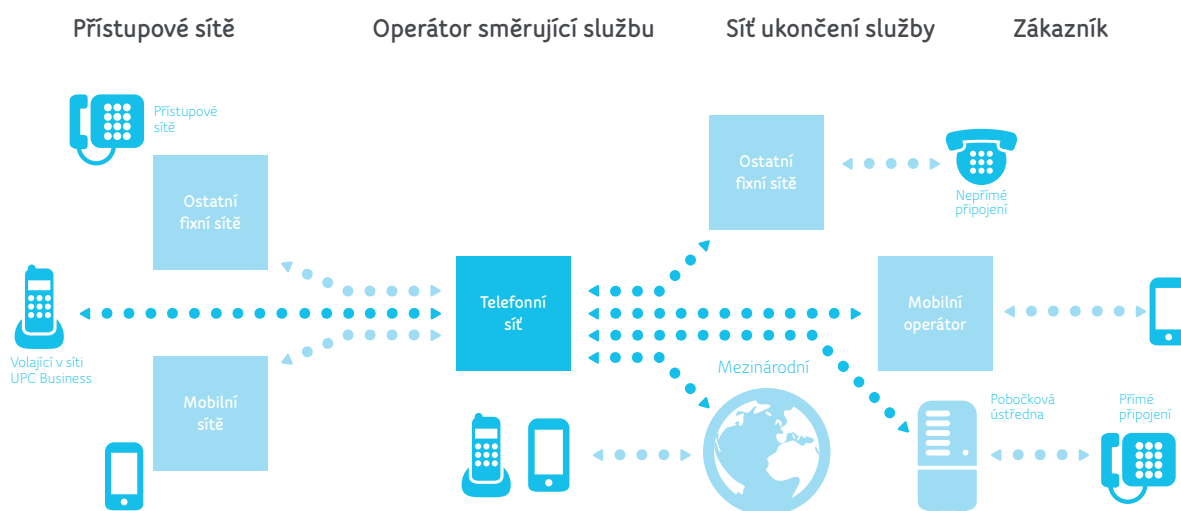 Přístupové sítě
Operátor směrující službu
Síť ukončení služby
Zákazník
Přístupové
sítě
Ostatní
fixní sítě
Volající v síti
UPC Business
Mobilní
sítě
Telefonní
síť
Ostatní
fixní sítě
Nepřímé
připojení
Mobilní
operátor
Mezinárodní
Pobočková
ústředna
Přímé
připojení